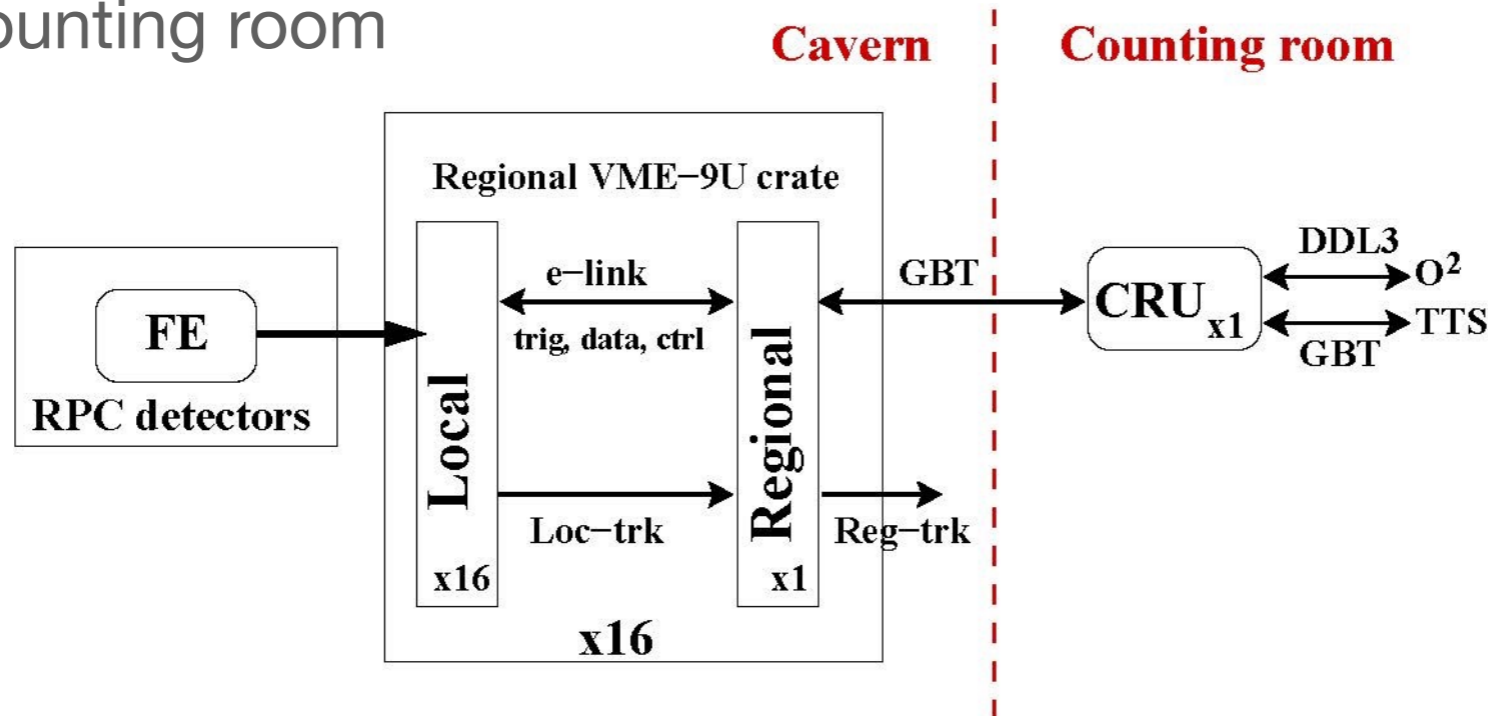 ounting room
Cavern
Counting room
Regional VME−9U crate
FE
RPC detectors
Local
x16
e−link
trig, data, ctrl
Loc−trk
Regional
x1
x16
GBT
Reg−trk
CRU x1
DDL3
O²
TTS
GBT